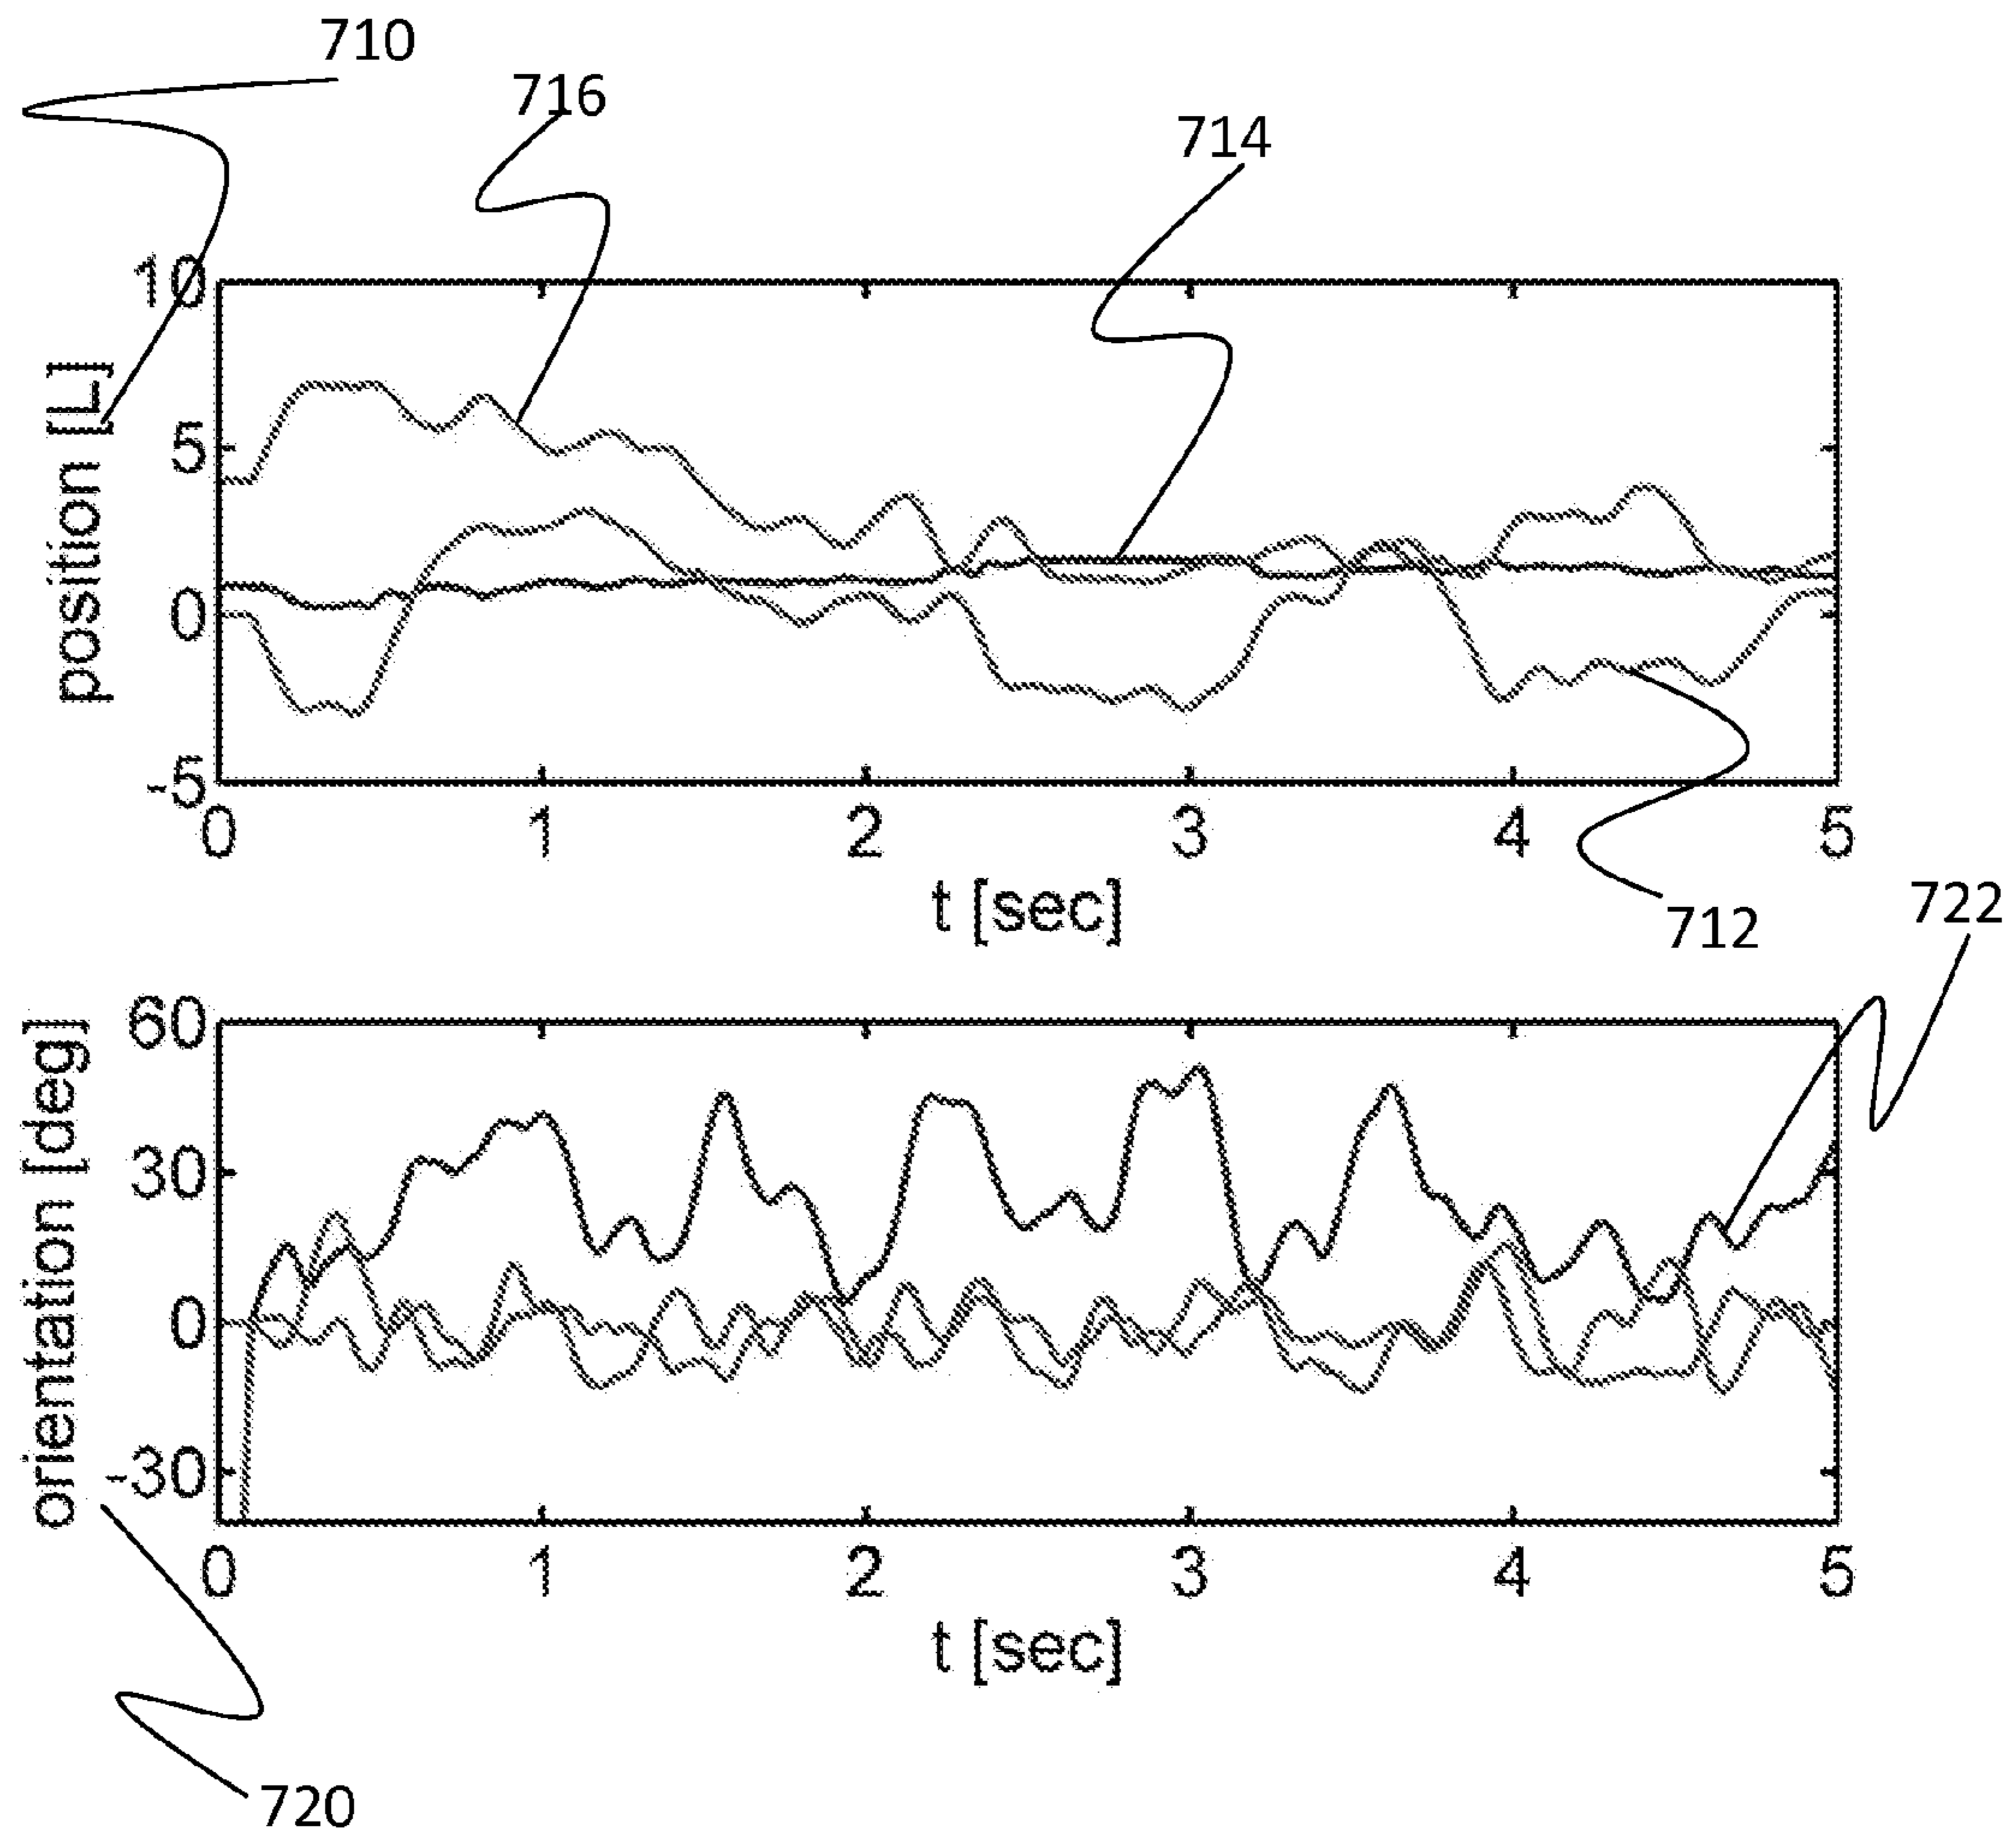 710
716
714
10
5
0
-5
position [L]
0 1 2 3 4 5
t [sec]
712
722
60
30
0
-30
orientation [deg]
0 1 2 3 4 5
t [sec]
720